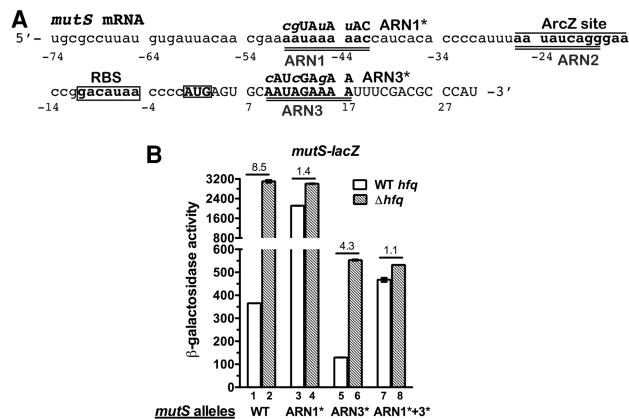 A
mutS mRNA cgUAuA uAC ARN1* ArcZ site
5′- ugcgccuuau gugauuacau cgaaaauaaaa aaccaucaca ccccauuuaa uaucagggaa
ARN1 ARN2
-74 -64 -54 -44 -34 -24
RBS cAUcGAgA A ARN3*
ccggacauaa ccccAUGAGU GCAAUAGAAA AUUUCGACGC CCAU -3′
ARN3
-14 -4 7 17 27
B
mutS-lacZ
β-galactosidase activity
3200
2400
1600
800
600
500
400
300
200
100
0
8.5 1.4 4.3 1.1
WT hfq
Δhfq
1 2 3 4 5 6 7 8
mutS alleles WT ARN1* ARN3* ARN1*+3*